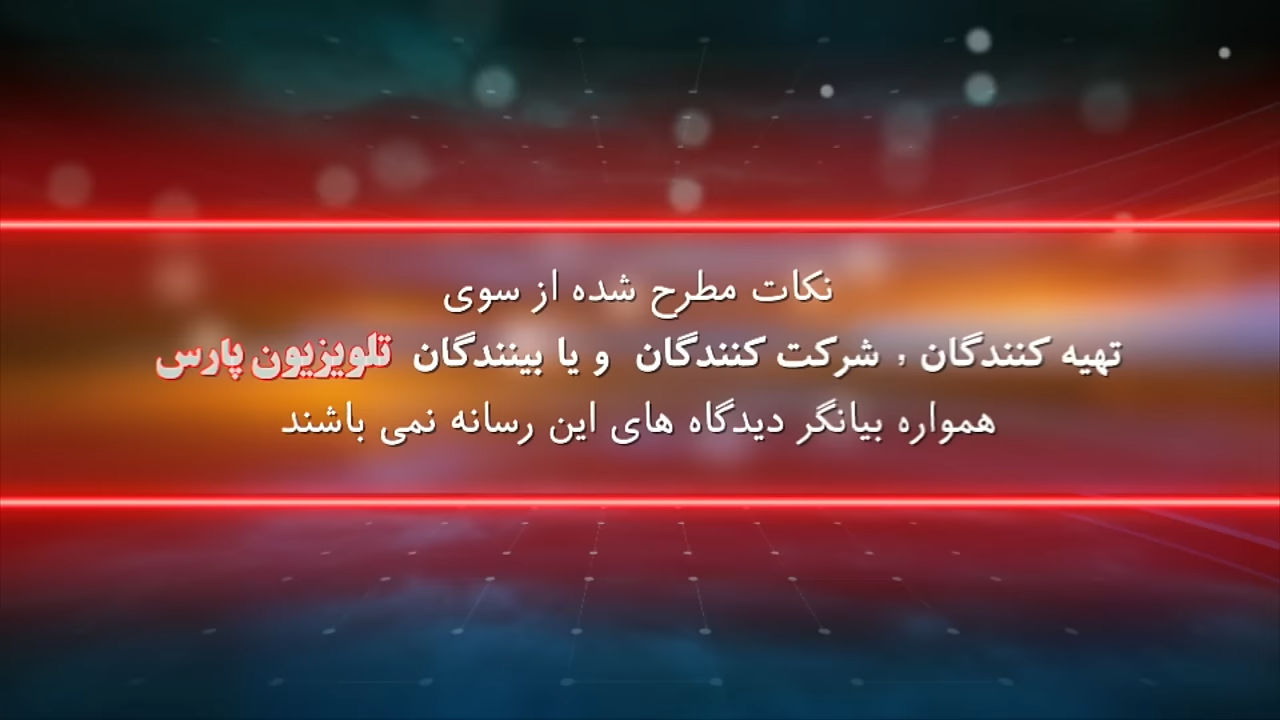 نکات مطرح شده از سوی
تهیه کنندگان , شرکت کنندگان و یا بینندگان تلویزیون پارس
همواره بیانگر دیدگاه های این رسانه نمی باشند